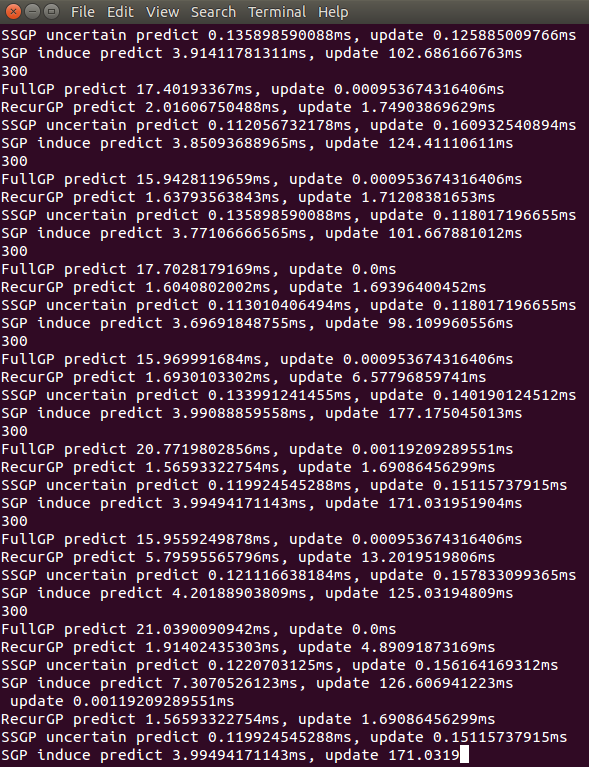 File Edit View Search Terminal Help
SSGP uncertain predict 0.135898590088ms, update 0.125885009766ms
SGP induce predict 3.91411781311ms, update 102.686166763ms
300
FullGP predict 17.40193367ms, update 0.000953674316406ms
RecurGP predict 2.01606750488ms, update 1.74903869629ms
SSGP uncertain predict 0.112056732178ms, update 0.160932540894ms
SGP induce predict 3.85093688965ms, update 124.41110611ms
300
FullGP predict 15.9428119659ms, update 0.000953674316406ms
RecurGP predict 1.63793563843ms, update 1.71208381653ms
SSGP uncertain predict 0.135898590088ms, update 0.118017196655ms
SGP induce predict 3.77106666565ms, update 101.667881012ms
300
FullGP predict 17.7028179169ms, update 0.0ms
RecurGP predict 1.6040802002ms, update 1.69396400452ms
SSGP uncertain predict 0.113010406494ms, update 0.118017196655ms
SGP induce predict 3.69691848755ms, update 98.109960556ms
300
FullGP predict 15.969991684ms, update 0.000953674316406ms
RecurGP predict 1.6930103302ms, update 6.57796859741ms
SSGP uncertain predict 0.133991241455ms, update 0.140190124512ms
SGP induce predict 3.99088859558ms, update 177.175045013ms
300
FullGP predict 20.7719802856ms, update 0.00119209289551ms
RecurGP predict 1.56593322754ms, update 1.69086456299ms
SSGP uncertain predict 0.119924545288ms, update 0.15115737915ms
SGP induce predict 3.99494171143ms, update 171.031951904ms
300
FullGP predict 15.9559249878ms, update 0.000953674316406ms
RecurGP predict 5.79595565796ms, update 13.2019519806ms
SSGP uncertain predict 0.121116638184ms, update 0.157833099365ms
SGP induce predict 4.20188903809ms, update 125.03194809ms
300
FullGP predict 21.0390090942ms, update 0.0ms
RecurGP predict 1.91402435303ms, update 4.89091873169ms
SSGP uncertain predict 0.1220703125ms, update 0.156164169312ms
SGP induce predict 7.3070526123ms, update 126.606941223ms
update 0.00119209289551ms
RecurGP predict 1.56593322754ms, update 1.69086456299ms
SSGP uncertain predict 0.119924545288ms, update 0.15115737915ms
SGP induce predict 3.99494171143ms, update 171.0319